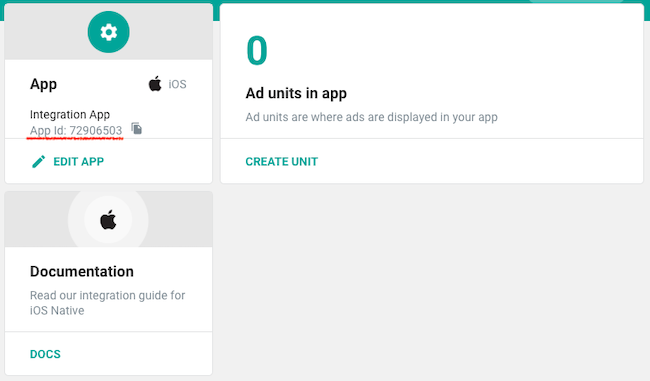 App
iOS
Integration App
App Id: 72906503
EDIT APP
0
Ad units in app
Ad units are where ads are displayed in your app
CREATE UNIT
Documentation
Read our integration guide for
iOS Native
DOCS